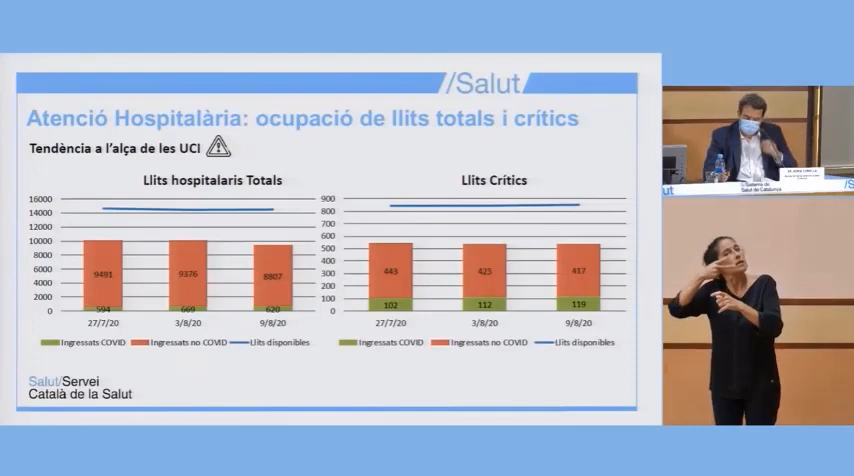 /Salut/
Atenció Hospitalària: ocupació de llits totals i crítics
Tendència a l'alça de les UCI
Llits hospitalaris Totals
16000
14000
12000
10000
8000
6000
4000
2000
0
9491
9376
8807
594
669
620
27/7/20
3/8/20
9/8/20
Ingressats COVID
Ingressats no COVID
Llits disponibles
Llits Crítics
900
800
700
600
500
400
300
200
100
0
443
425
417
102
112
119
27/7/20
3/8/20
9/8/20
Ingressats COVID
Ingressats no COVID
Llits disponibles
Salut/Servei
Català de la Salut
ut
/Sistema de
Salut de Catalunya
/S